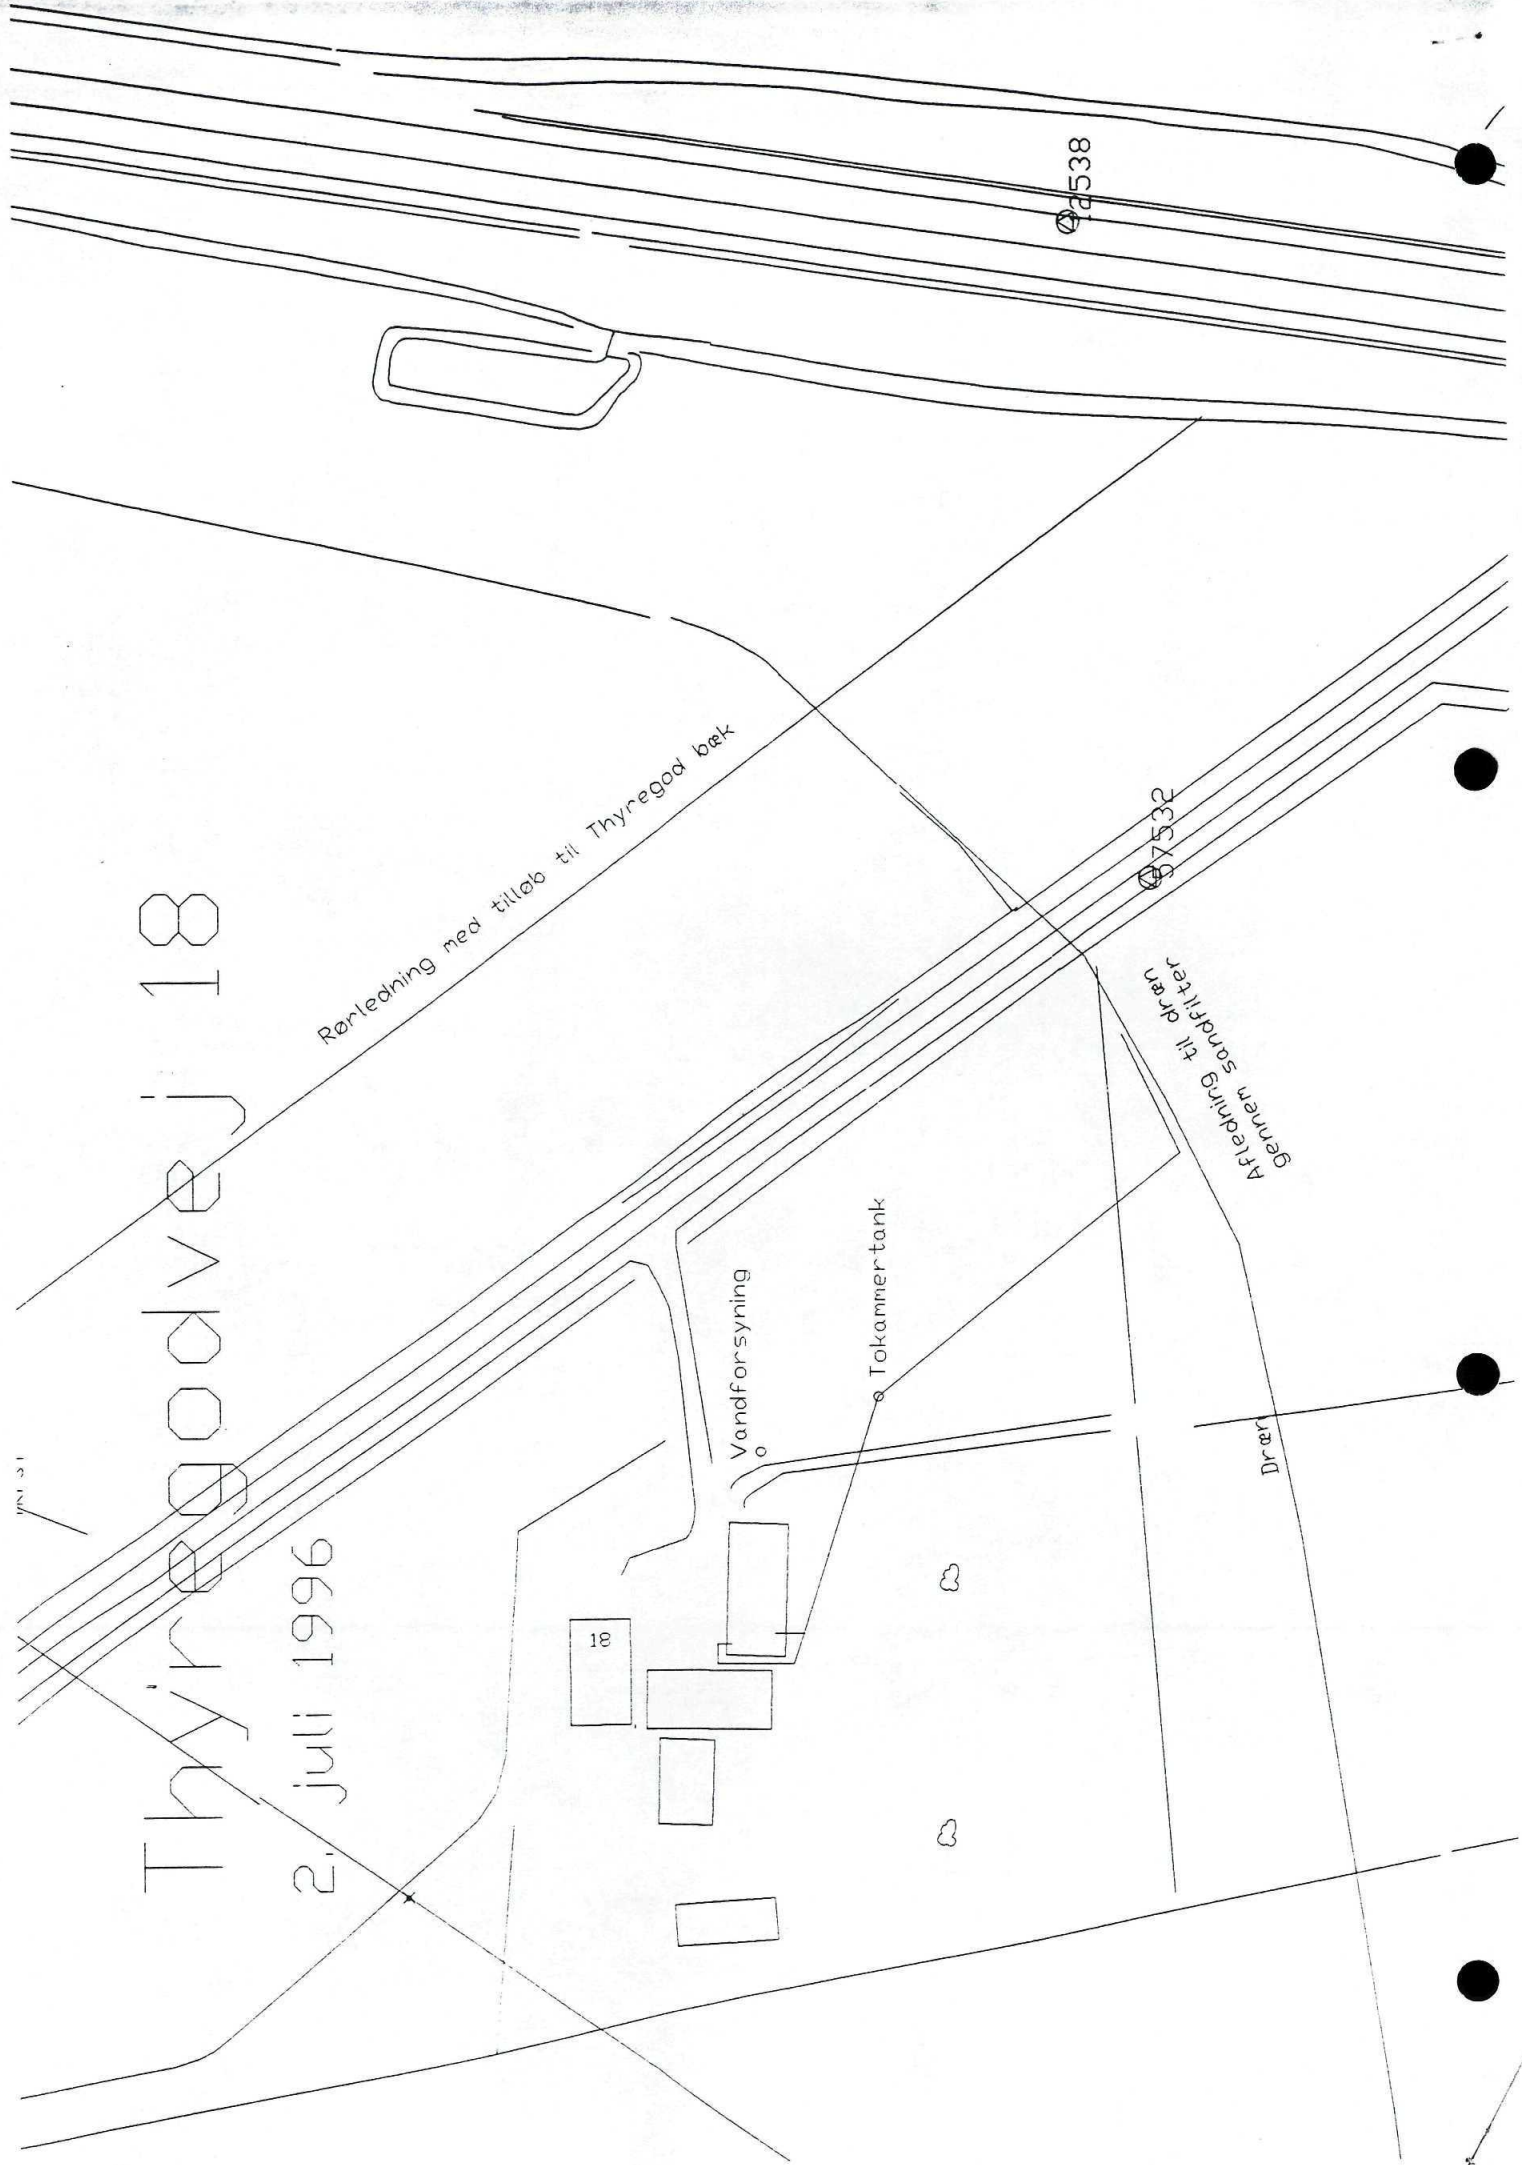 Thyregodvej 18
2. juli 1996
Rørledning med tilløb til Thyregod bæk
18
Vandforsyning
Tokammertank
Afledning til dræn
gennem sandfilter
Dræn
57532